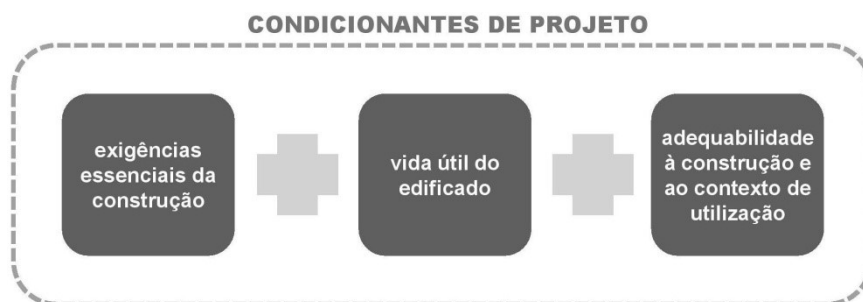 CONDICIONANTES DE PROJETO
exigências
essenciais da
construção
vida útil do
edificado
adequabilidade
à construção e
ao contexto de
utilização